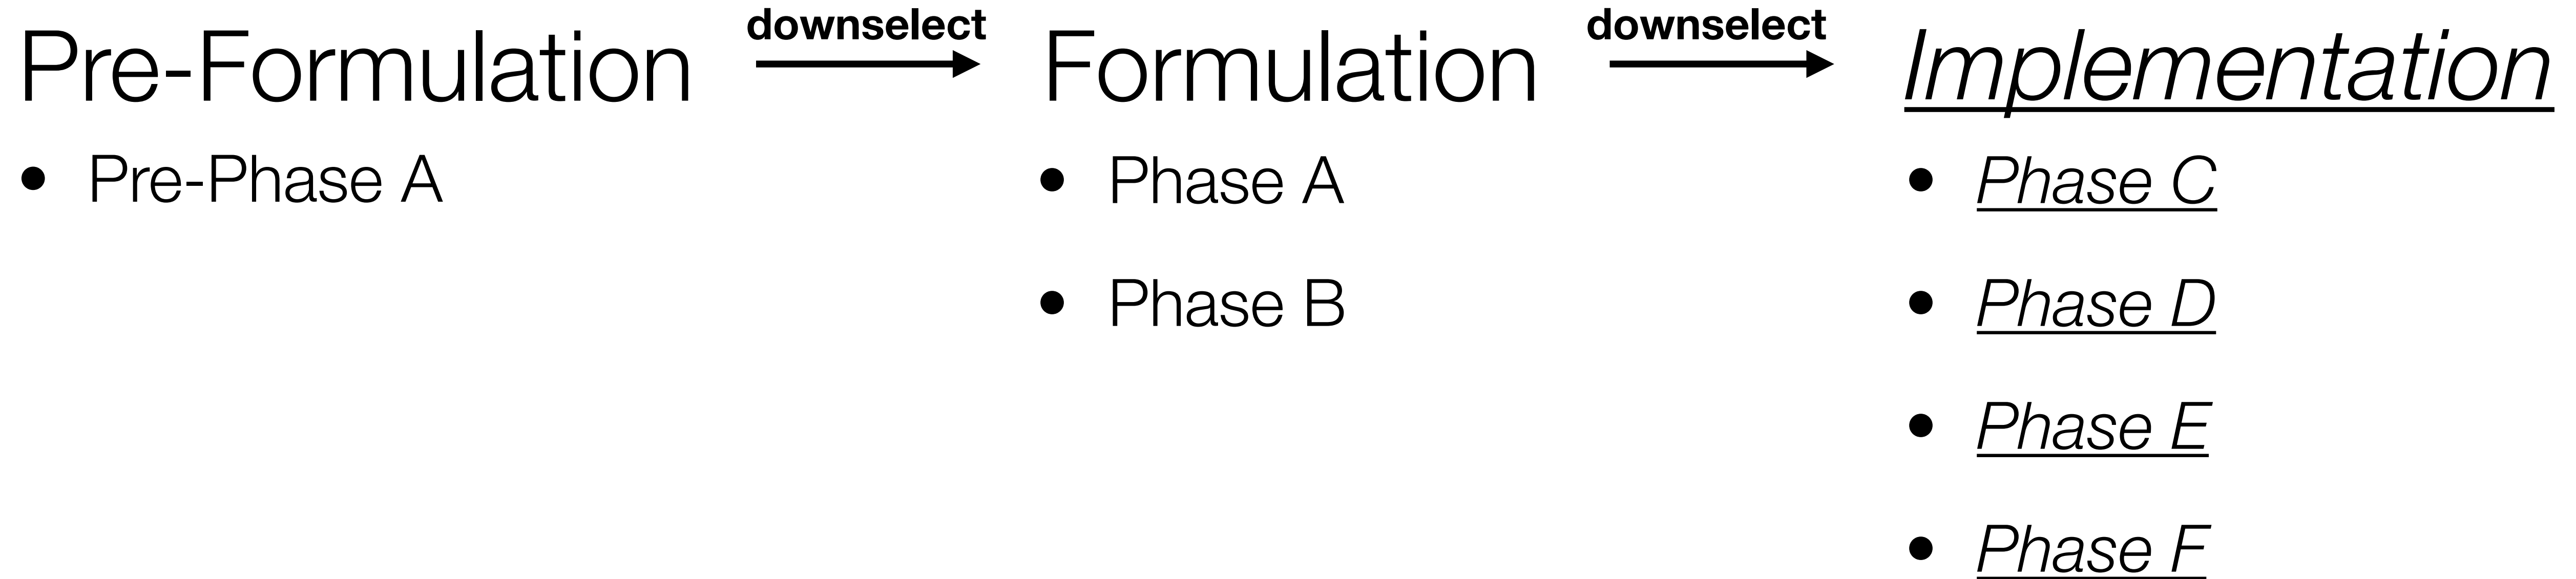 Pre-Formulation
• Pre-Phase A
downselect
Formulation
• Phase A
• Phase B
downselect
Implementation
• Phase C
• Phase D
• Phase E
• Phase F